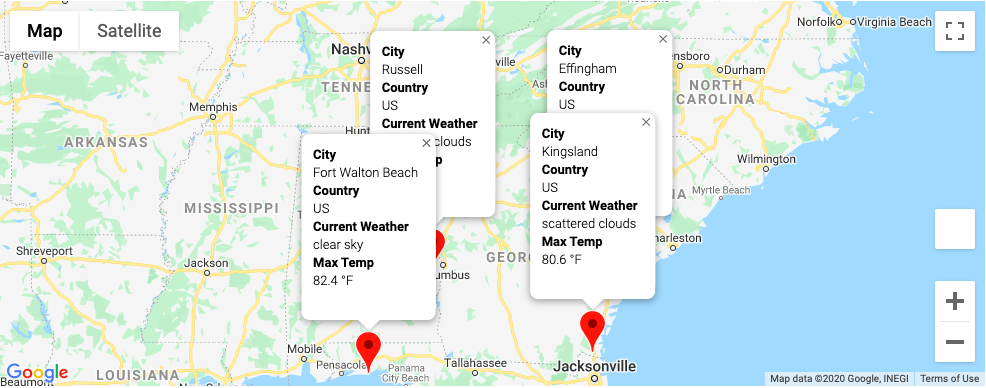 Map
Satellite
Norfolk
Virginia Beach
Fayetteville
Nash
ville
ensboro
Durham
NORTH
CAROLINA
TENNE
Memphis
ARKANSAS
Hunt
Wilmington
Myrtle Beach
MISSISSIPPI
harleston
Shreveport
Jackson
umbus
GEORG
Mobile
Pensacola
Panama
City Beach
Tallahassee
Jacksonville
LOUISIANA
Beaumont
City
Russell
Country
US
Current Weather
clouds
p
City
Effingham
Country
US
City
Fort Walton Beach
Country
US
Current Weather
clear sky
Max Temp
82.4 °F
City
Kingsland
Country
US
Current Weather
scattered clouds
Max Temp
80.6 °F
Google
Map data ©2020 Google, INEGI
Terms of Use